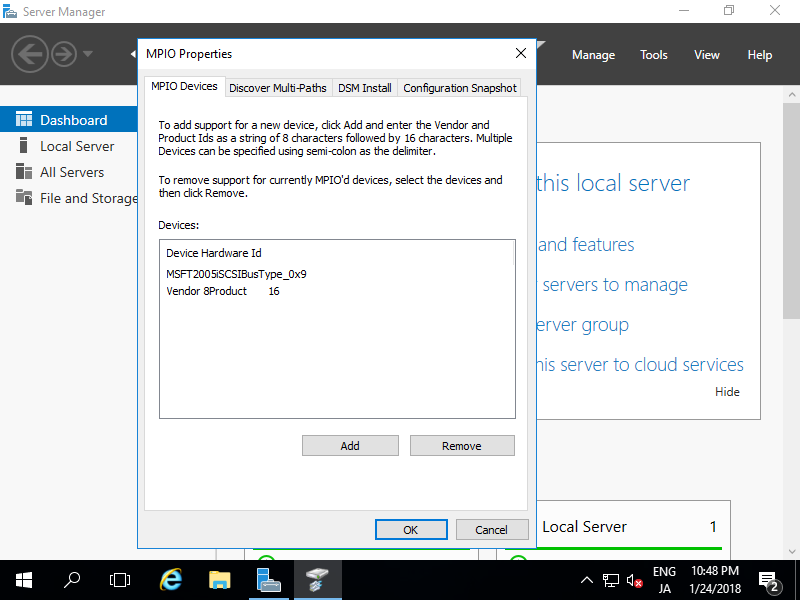 Server Manager
Manage Tools View Help
Dashboard
Local Server
All Servers
File and Storage
MPIO Properties
MPIO Devices Discover Multi-Paths DSM Install Configuration Snapshot
To add support for a new device, click Add and enter the Vendor and
Product Ids as a string of 8 characters followed by 16 characters. Multiple
Devices can be specified using semi-colon as the delimiter.
To remove support for currently MPIO'd devices, select the devices and
then click Remove.
Devices:
Device Hardware Id
MSFT2005iSCSIBusType_0x9
Vendor 8Product 16
Add Remove
OK Cancel
this local server
and features
servers to manage
erver group
his server to cloud services
Hide
Local Server 1
ENG
JA
10:48 PM
1/24/2018
2